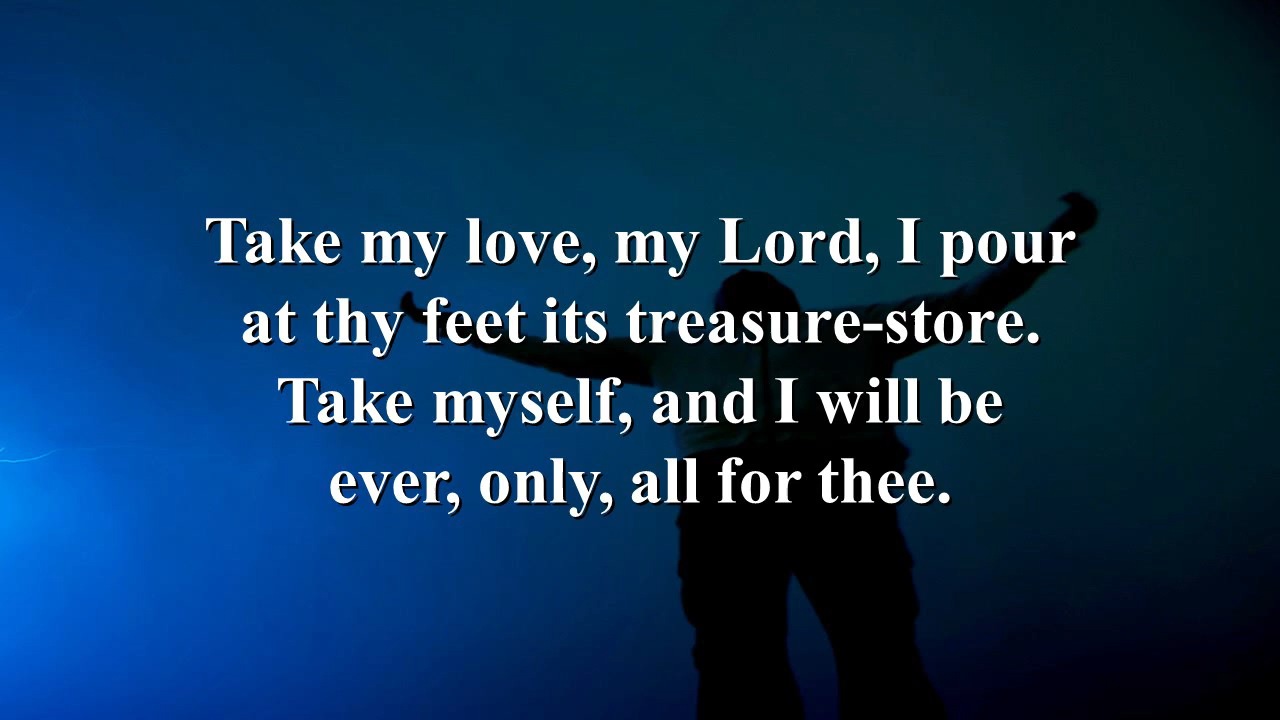 Take my love, my Lord, I pour
at thy feet its treasure-store.
Take myself, and I will be
ever, only, all for thee.